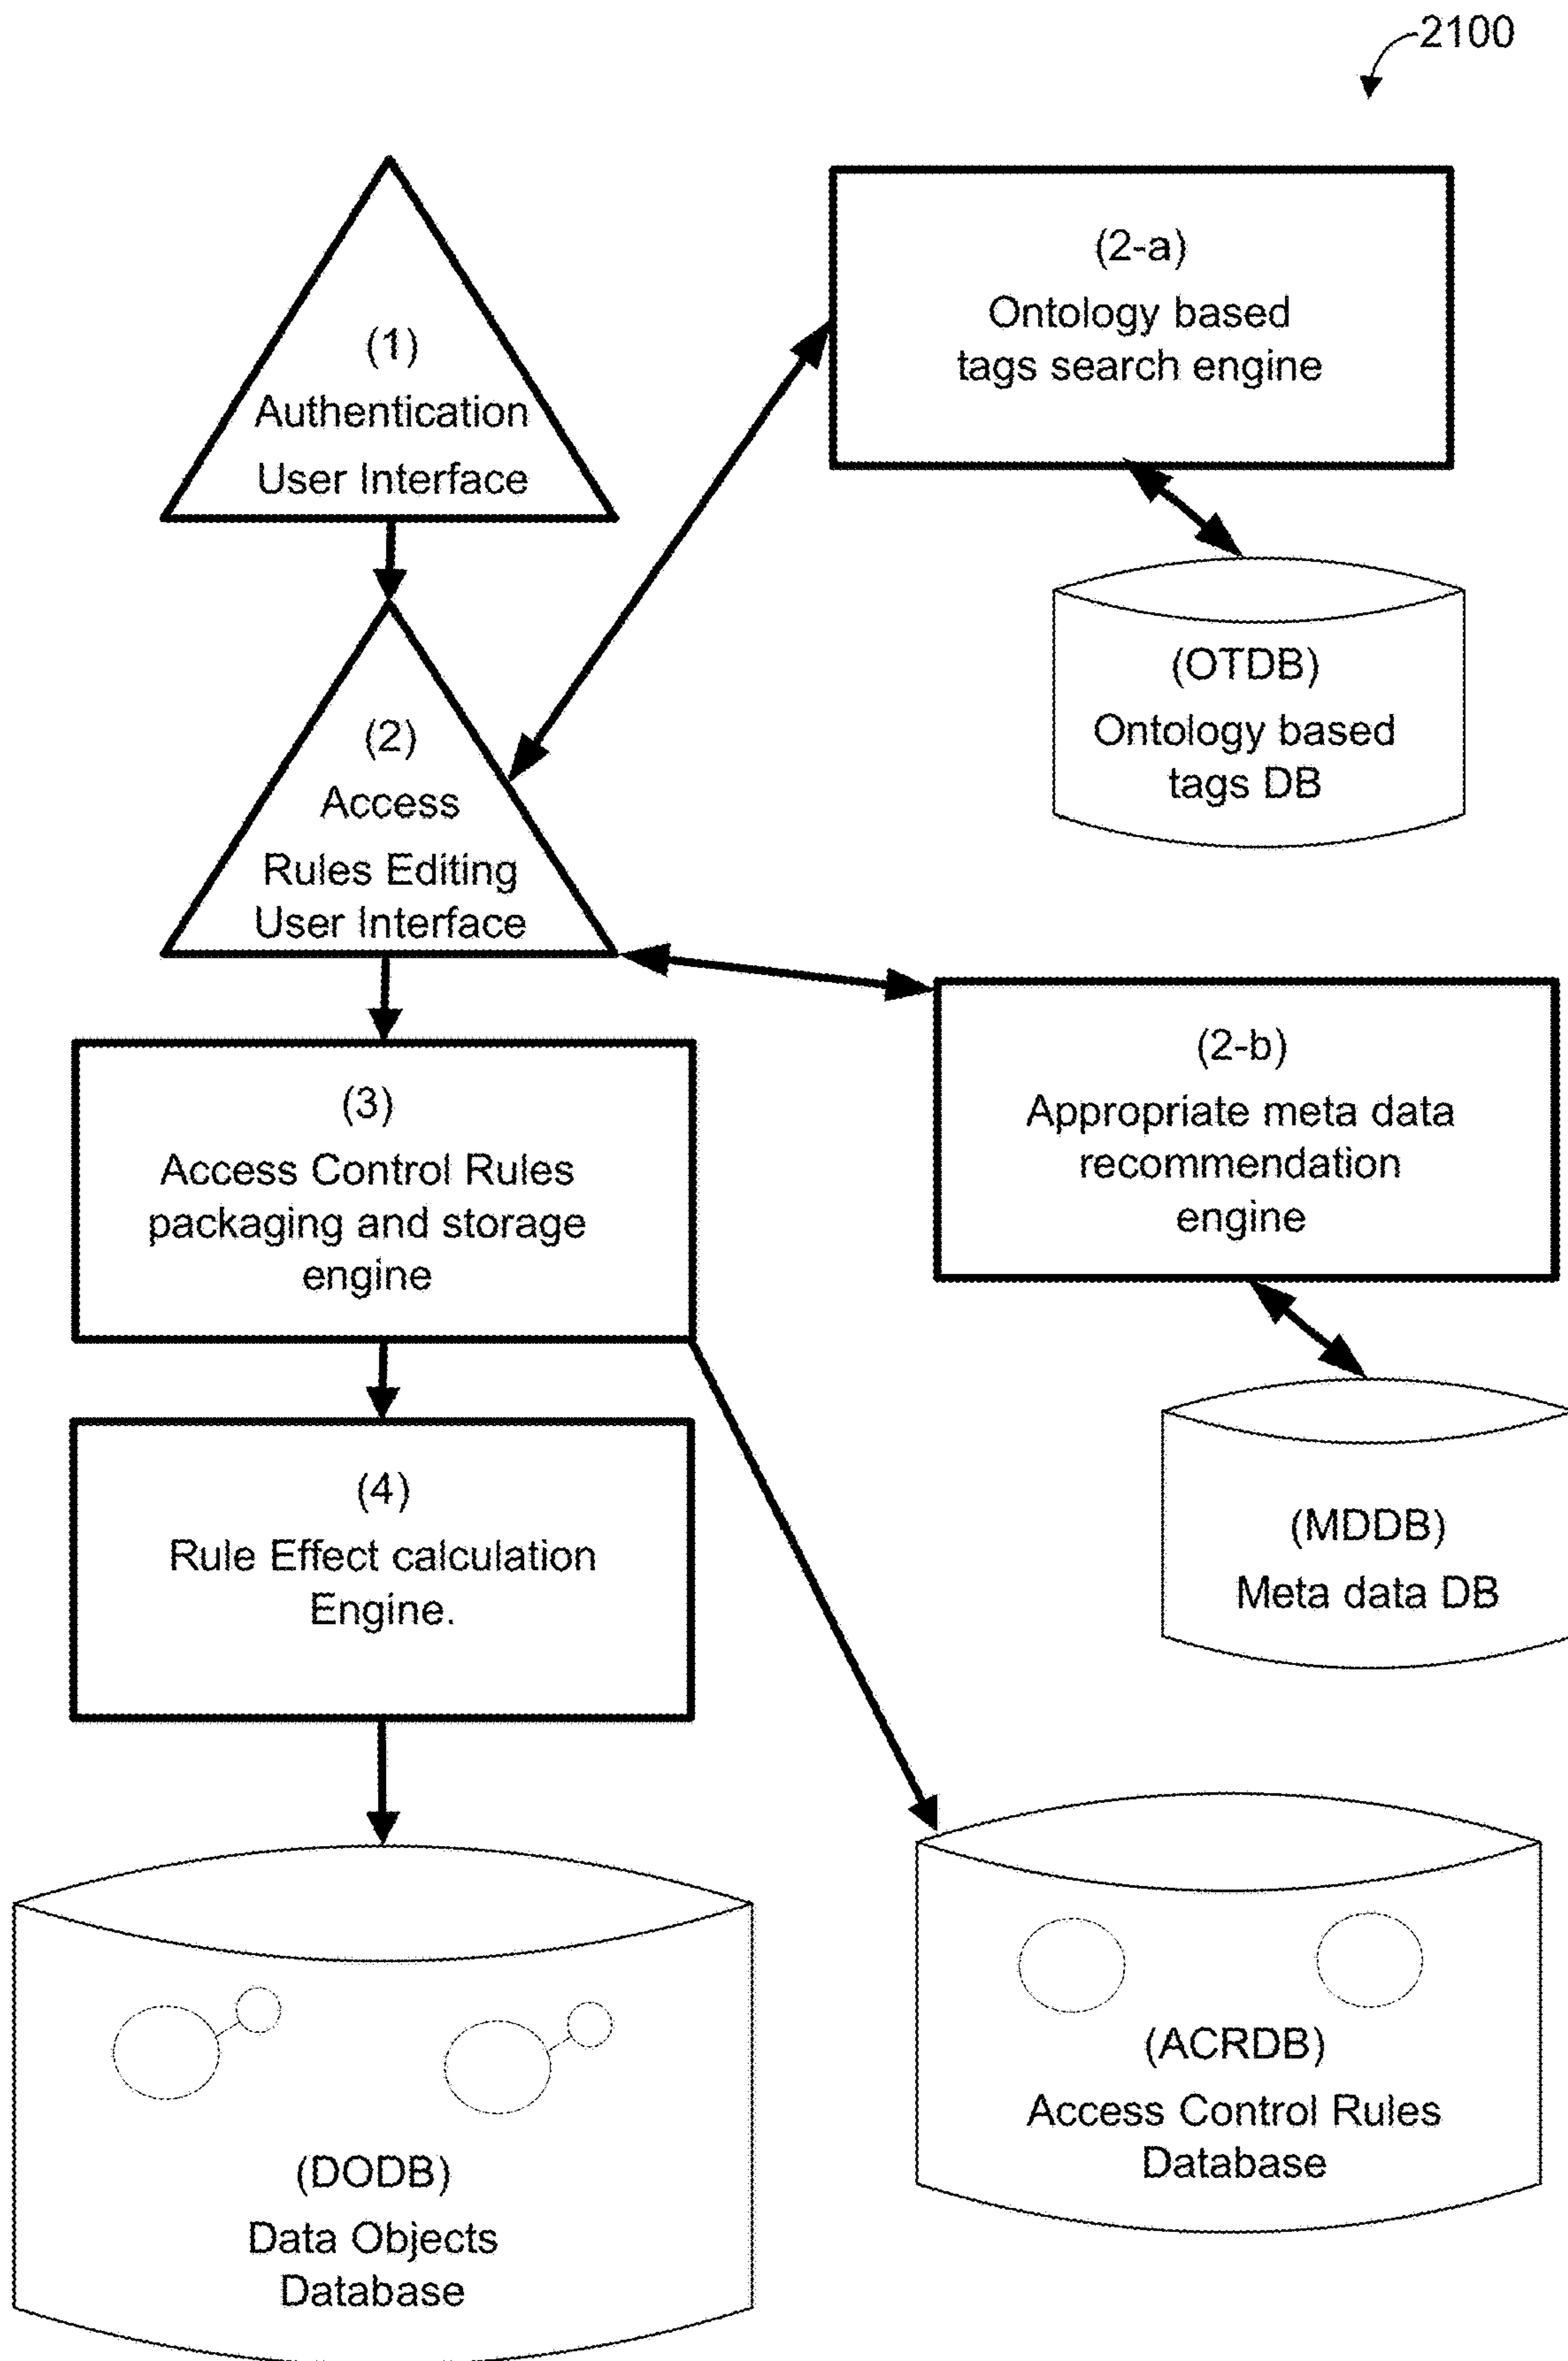 2100
(1)
Authentication
User Interface
(2-a)
Ontology based
tags search engine
(OTDB)
Ontology based
tags DB
(2)
Access
Rules Editing
User Interface
(2-b)
Appropriate meta data
recommendation
engine
(3)
Access Control Rules
packaging and storage
engine
(MDDB)
Meta data DB
(4)
Rule Effect calculation
Engine.
(ACRDB)
Access Control Rules
Database
(DODB)
Data Objects
Database